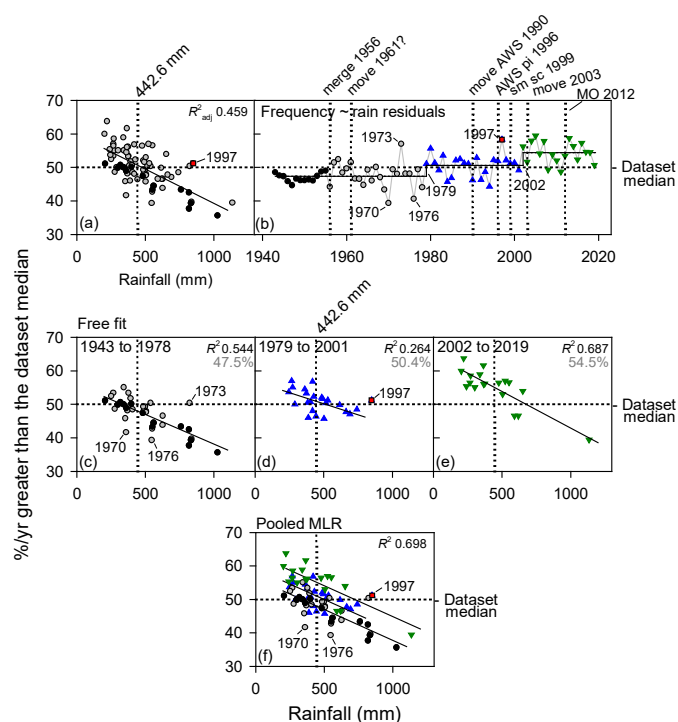 442.6 mm
merge 1956
move 1961?
move AWS 1990
AWS pi 1996
sm sc 1999
move 2003
MO 2012
%/yr greater than the dataset median
70
60
50
40
30
R²adj 0.459
1997
(a)
0 500 1000
Rainfall (mm)
Frequency ~ rain residuals
1973
1970
1976
1979
1997
2002
(b)
Dataset
median
1940 1960 1980 2000 2020
442.6 mm
Free fit
70
60
50
40
30
1943 to 1978
R² 0.544
47.5%
1973
1970
1976
(c)
0 500 1000
1979 to 2001
R² 0.264
50.4%
1997
(d)
0 500 1000
2002 to 2019
R² 0.687
54.5%
(e)
Dataset
median
0 500 1000
Pooled MLR
70
60
50
40
30
R² 0.698
1997
1970
1976
(f)
Dataset
median
0 500 1000
Rainfall (mm)